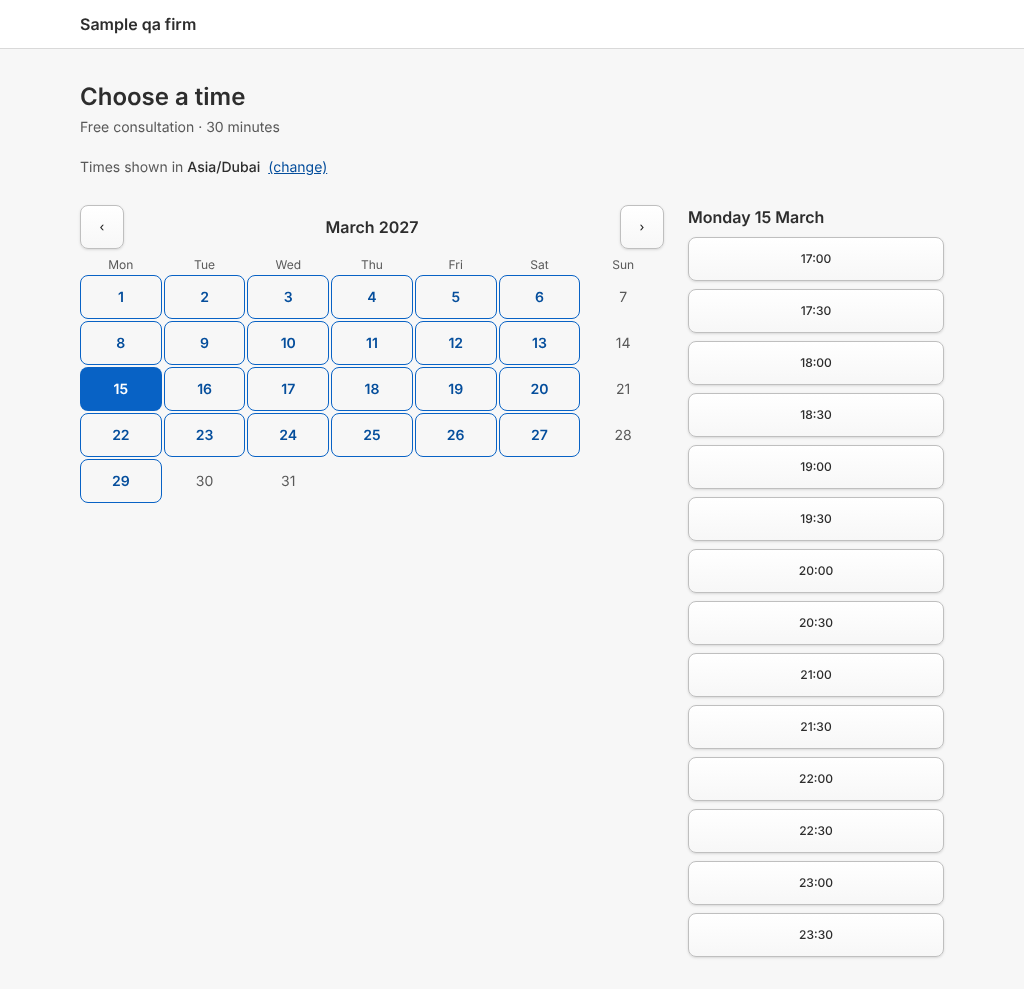 Sample qa firm
Choose a time
Free consultation · 30 minutes
Times shown in Asia/Dubai (change)
‹ March 2027 ›
Mon Tue Wed Thu Fri Sat Sun
1 2 3 4 5 6 7
8 9 10 11 12 13 14
15 16 17 18 19 20 21
22 23 24 25 26 27 28
29 30 31
Monday 15 March
17:00
17:30
18:00
18:30
19:00
19:30
20:00
20:30
21:00
21:30
22:00
22:30
23:00
23:30